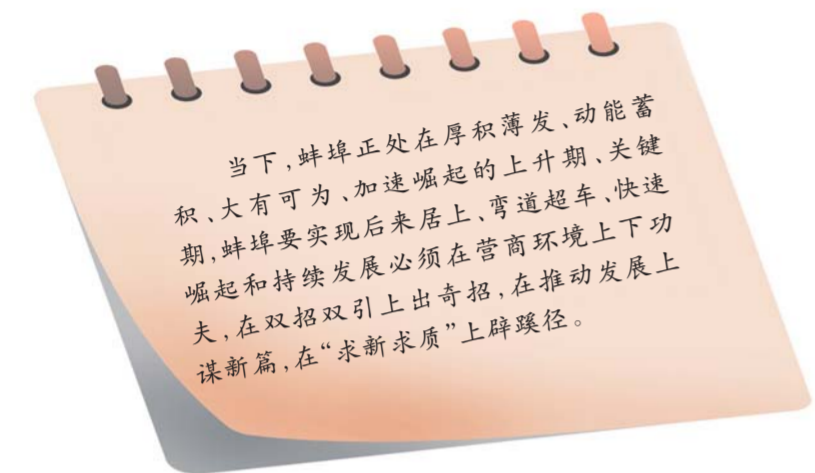 当下,蚌埠正处在厚积薄发、动能蓄
积、大有可为、加速崛起的上升期、关键
期,蚌埠要实现后来居上、弯道超车、快速
崛起和持续发展必须在营商环境上下功
夫,在双招双引上出奇招,在推动发展上
谋新篇,在“求新求质”上辟蹊径。